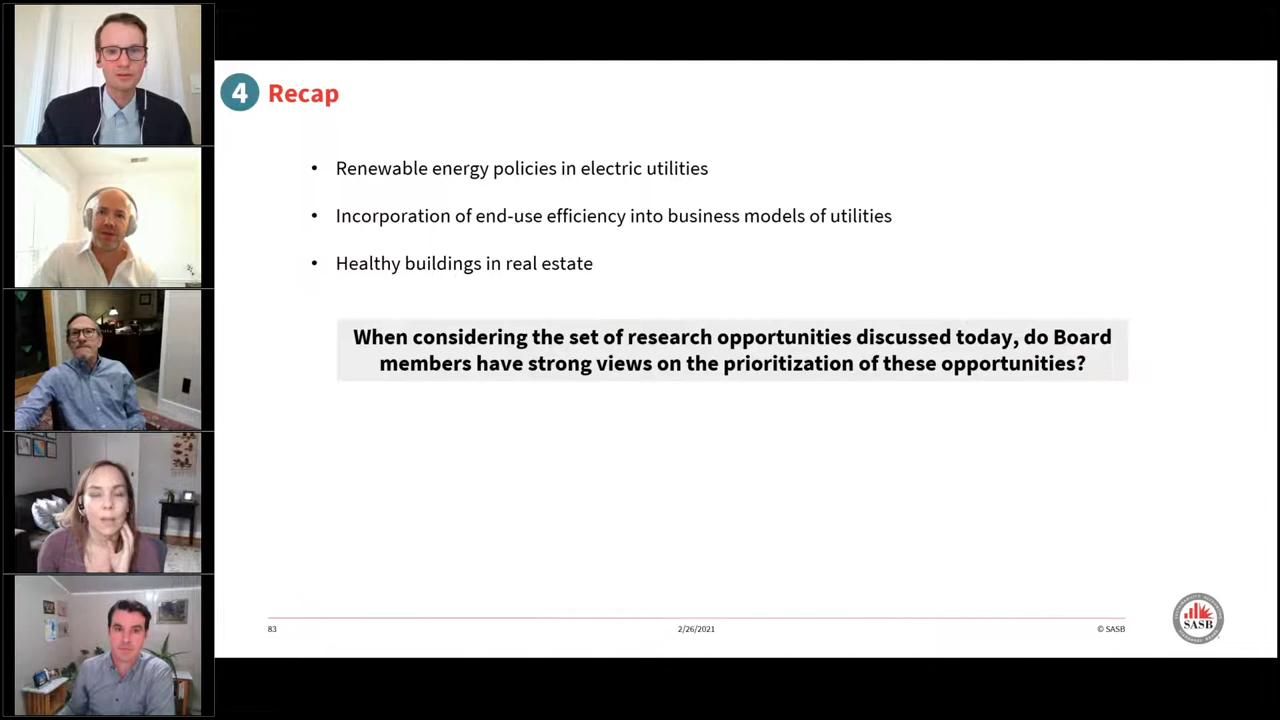 4 Recap
• Renewable energy policies in electric utilities
• Incorporation of end-use efficiency into business models of utilities
• Healthy buildings in real estate
When considering the set of research opportunities discussed today, do Board
members have strong views on the prioritization of these opportunities?
83 2/26/2021 © SASB
SASB